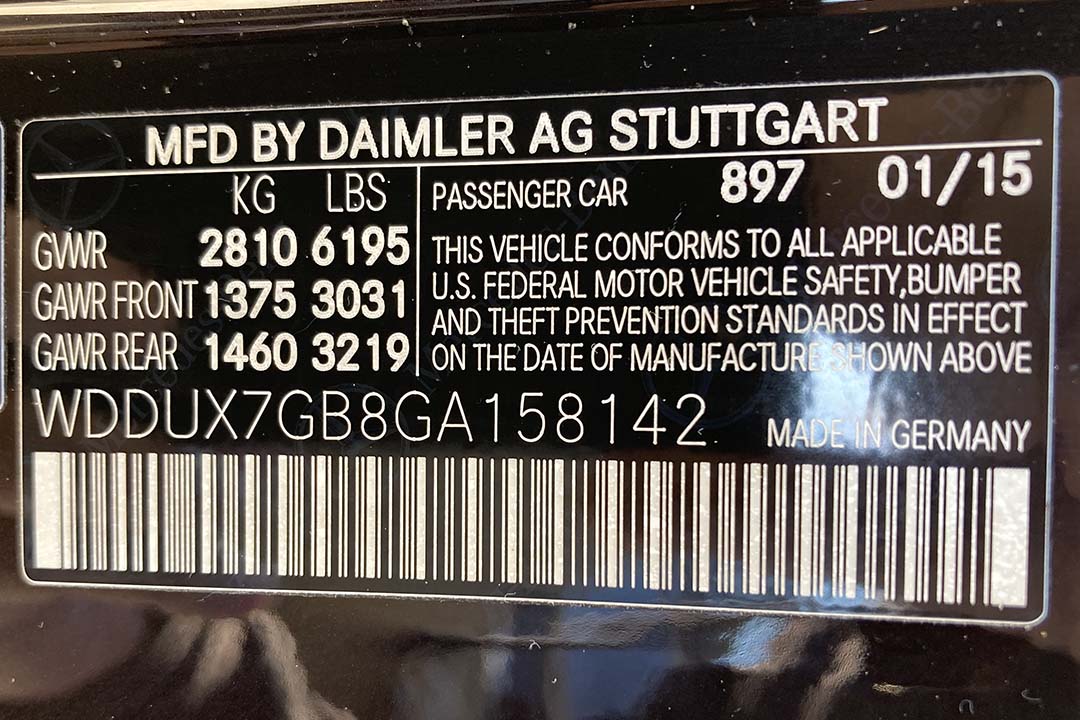 MFD BY DAIMLER AG STUTTGART
KG LBS
GVWR 2810 6195
GAWR FRONT 1375 3031
GAWR REAR 1460 3219
PASSENGER CAR 897 01/15
THIS VEHICLE CONFORMS TO ALL APPLICABLE
U.S. FEDERAL MOTOR VEHICLE SAFETY,BUMPER
AND THEFT PREVENTION STANDARDS IN EFFECT
ON THE DATE OF MANUFACTURE SHOWN ABOVE
WDDUX7GB8GA158142
MADE IN GERMANY